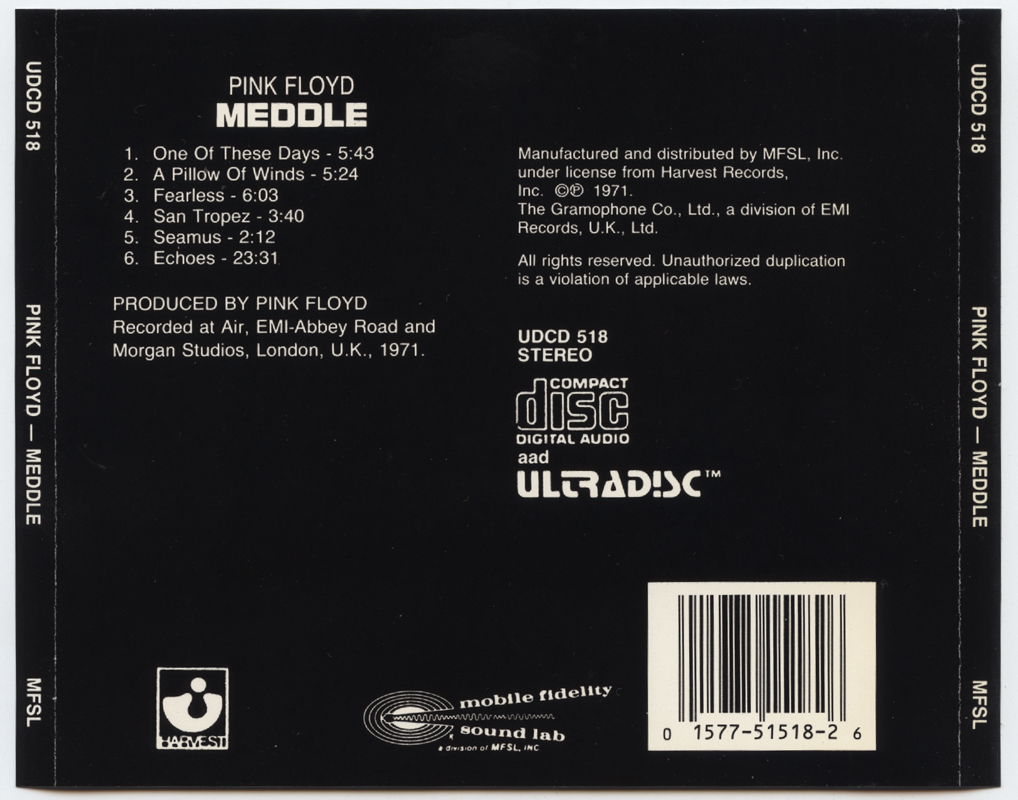 UDCD 518
PINK FLOYD — MEDDLE
MFSL
PINK FLOYD
MEDDLE
1. One Of These Days - 5:43
2. A Pillow Of Winds - 5:24
3. Fearless - 6:03
4. San Tropez - 3:40
5. Seamus - 2:12
6. Echoes - 23:31
PRODUCED BY PINK FLOYD
Recorded at Air, EMI-Abbey Road and
Morgan Studios, London, U.K., 1971.
Manufactured and distributed by MFSL, Inc.
under license from Harvest Records,
Inc. ©℗ 1971.
The Gramophone Co., Ltd., a division of EMI
Records, U.K., Ltd.
All rights reserved. Unauthorized duplication
is a violation of applicable laws.
UDCD 518
STEREO
COMPACT
disc
DIGITAL AUDIO
aad
ULTRADISC™
HARVEST
mobile fidelity
sound lab
a division of MFSL, INC
0 1577-51518-2 6
UDCD 518
PINK FLOYD — MEDDLE
MFSL